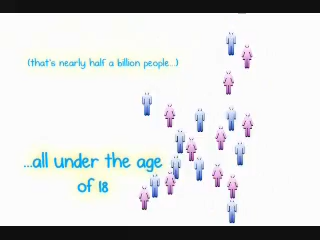 (that's nearly half a billion people...)
...all under the age
of 18